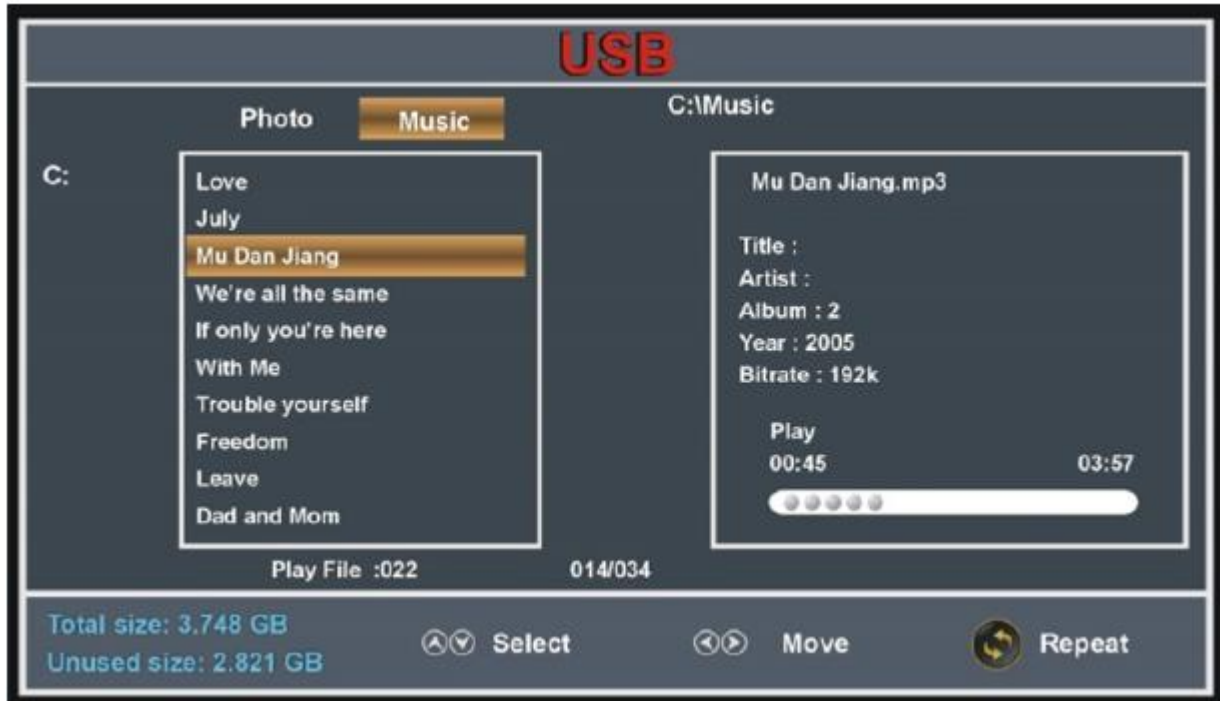 USB
Photo Music C:\Music
C:
Love
July
Mu Dan Jiang
We're all the same
If only you're here
With Me
Trouble yourself
Freedom
Leave
Dad and Mom
Mu Dan Jiang.mp3
Title :
Artist :
Album : 2
Year : 2005
Bitrate : 192k
Play
00:45 03:57
Play File :022 014/034
Total size: 3.748 GB
Unused size: 2.821 GB
Select Move Repeat